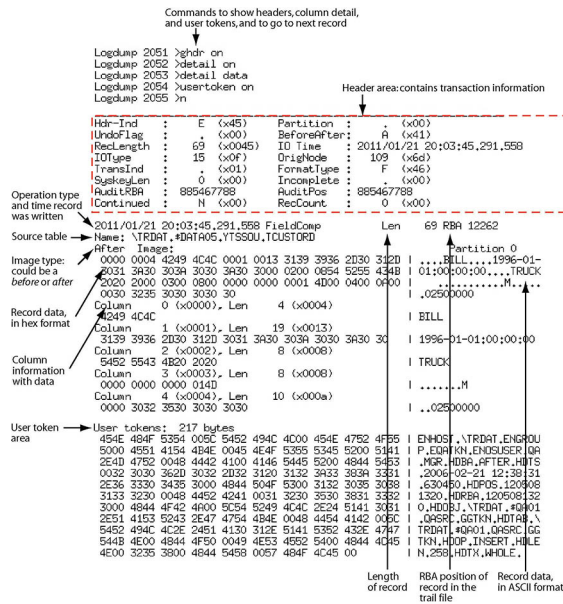 Commands to show headers, column detail,
and user tokens, and to go to next record
Logdump 2051 >ghdr on
Logdump 2052 >detail on
Logdump 2053 >detail data
Logdump 2054 >usertoken on
Logdump 2055 >n
Header area: contains transaction information
Hdr-Ind : E (x45) Partition : . (x00)
UndoFlag : . (x00) BeforeAfter: A (x41)
RecLength : 69 (x0045) IO Time : 2011/01/21 20:03:45.291.558
IOType : 15 (x0f) OrigNode : 109 (x6d)
TransInd : . (x01) FormatType : F (x46)
SyskeyLen : 0 (x00) Incomplete : . (x00)
AuditRBA : 885467788 AuditPos : 885467788
Continued : N (x00) RecCount : 0 (x00)
Operation type
and time record
was written
2011/01/21 20:03:45.291.558 FieldComp Len 69 RBA 12262
Source table
Name: \TRDAT.*DATA05.YTSSOU.TCUSTORD
After Image: Partition 0
Image type:
could be a
before or after
0000 0004 4249 4C4C 0001 0013 3139 3936 2D30 312D | ....BILL....1996-01-
3031 3A30 303A 3030 3A30 3000 0200 0854 5255 434B | 01:00:00:00....TRUCK
2020 2000 0300 0800 0000 0000 0001 4D00 0400 0A00 | ............M.....
0030 3235 3030 3030 30 | .02500000
Record data,
in hex format
Column 0 (x0000), Len 4 (x0004)
4249 4C4C | BILL
Column 1 (x0001), Len 19 (x0013)
3139 3936 2D30 312D 3031 3A30 303A 3030 3A30 30 | 1996-01-01:00:00:00
Column
information
with data
Column 2 (x0002), Len 8 (x0008)
5452 5543 4B20 2020 | TRUCK
Column 3 (x0003), Len 8 (x0008)
0000 0000 0000 014D | .......M
Column 4 (x0004), Len 10 (x000a)
0000 3032 3530 3030 3030 | ..02500000
User token
area
User tokens: 217 bytes
454E 484F 5354 005C 5452 494C 4C00 454E 4752 4F55 | ENHOST.\TRDAT.ENGROU
5000 4551 4154 4B4E 0045 4E4F 5355 5345 5200 5141 | P.EQATKN.ENOSUSER.QA
2E4D 4752 0048 4442 4100 4146 5445 5200 4844 5453 | .MGR.HDBA.AFTER.HDTS
0032 3030 362D 3032 2D32 3120 3132 3A33 383A 3331 | .2006-02-21 12:38:31
2E36 3330 3435 3000 4844 504F 5300 3132 3035 3038 | .630450.HDPOS.120508
3133 3230 0048 4452 4241 0031 3230 3530 3831 3332 | 1320.HDRBA.120508132
3000 4844 4F42 4A00 5C54 5249 4C4C 2E24 5141 3031 | 0.HDOBJ.\TRDAT.*QA01
2E51 4153 5243 2E47 4754 4B4E 0048 4454 4142 005C | .QASRC.GGTKN.HDTAB.\
5452 494C 4C2E 2451 4130 312E 5141 5352 432E 4747 | TRDAT.*QA01.QASRC.GG
544B 4E00 4844 4F50 0049 4E53 4552 5400 4844 4C45 | TKN.HDOP.INSERT.HDLE
4E00 3235 3800 4844 5458 0057 484F 4C45 00 | N.258.HDTX.WHOLE.
Length
of record
RBA position of
record in the
trail file
Record data,
in ASCII format